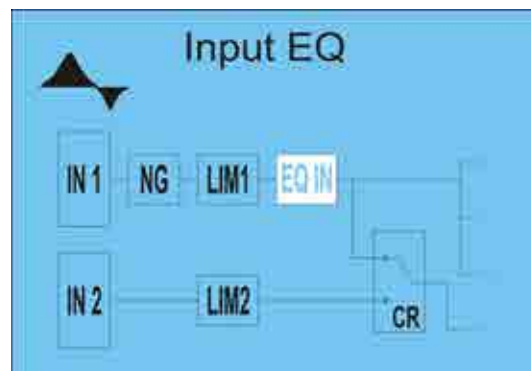 Input EQ
IN 1 NG LIM1 EQ IN
IN 2 LIM2 CR